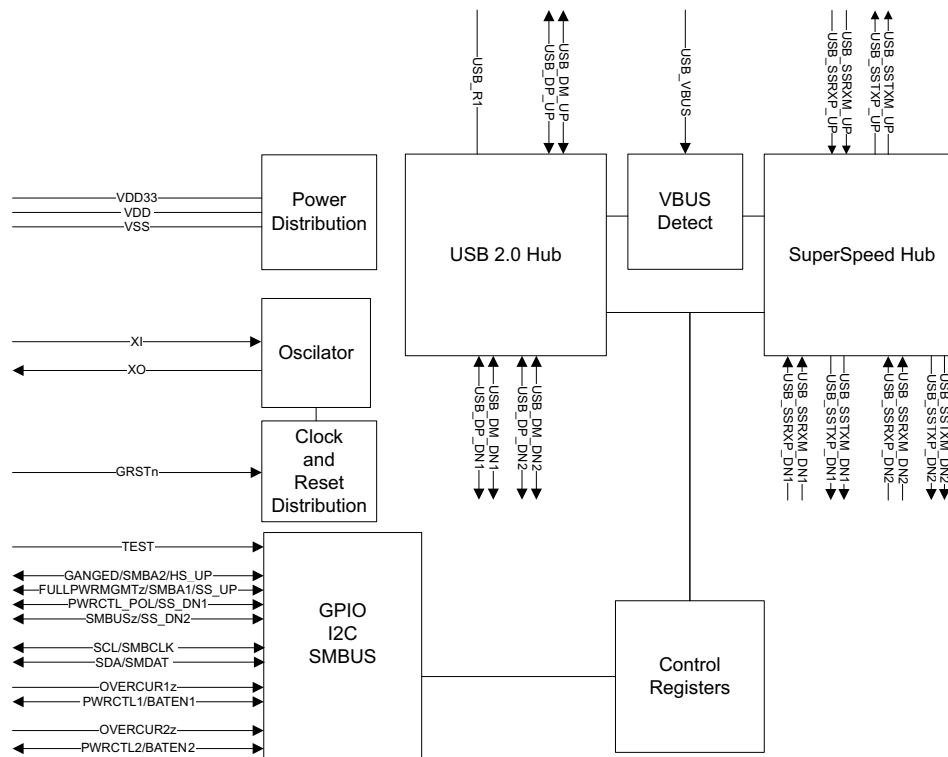 USB_R1
USB_DP_UP
USB_DM_UP
USB_VBUS
USB_SSRXP_UP
USB_SSRXM_UP
USB_SSTXP_UP
USB_SSTXM_UP
VDD33
VDD
VSS
Power
Distribution
USB 2.0 Hub
VBUS
Detect
SuperSpeed Hub
XI
XO
Oscilator
GRSTn
Clock
and
Reset
Distribution
USB_DP_DN1
USB_DM_DN1
USB_DP_DN2
USB_DM_DN2
USB_SSRXP_DN1
USB_SSRXM_DN1
USB_SSTXP_DN1
USB_SSTXM_DN1
USB_SSRXP_DN2
USB_SSRXM_DN2
USB_SSTXP_DN2
USB_SSTXM_DN2
TEST
GANGED/SMBA2/HS_UP
FULLPWRMGMTz/SMBA1/SS_UP
PWRCTL_POL/SS_DN1
SMBUSz/SS_DN2
SCL/SMBCLK
SDA/SMDAT
OVERCUR1z
PWRCTL1/BATEN1
OVERCUR2z
PWRCTL2/BATEN2
GPIO
I2C
SMBUS
Control
Registers